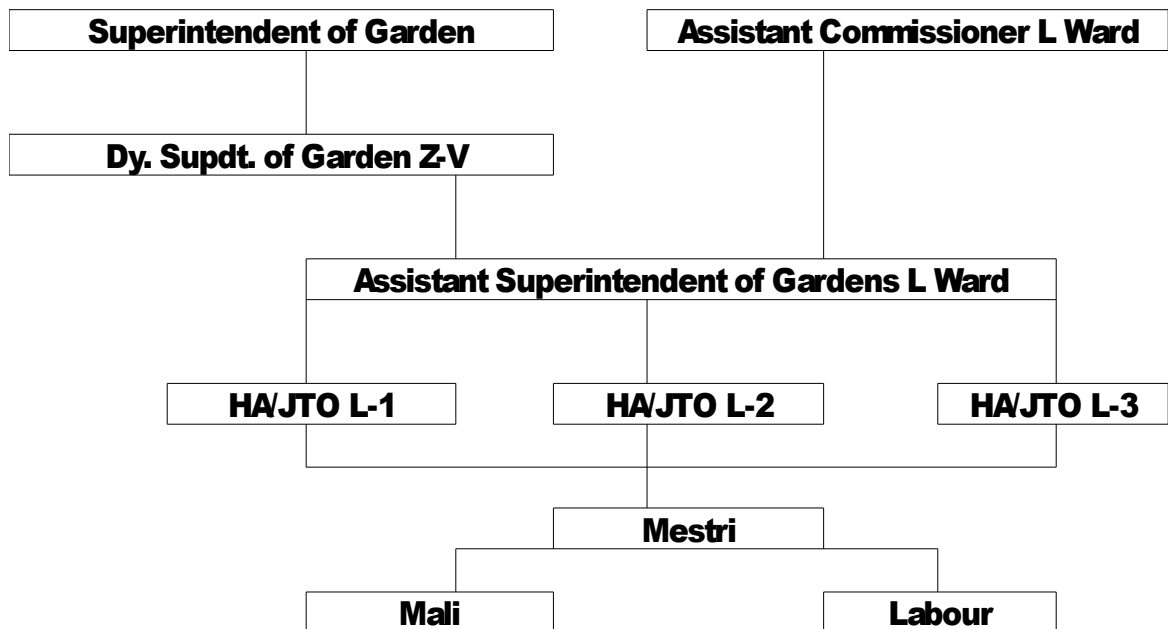 Superintendent of Garden
Assistant Commissioner L Ward
Dy. Supdt. of Garden Z-V
Assistant Superintendent of Gardens L Ward
HA/JTO L-1
HA/JTO L-2
HA/JTO L-3
Mestri
Mali
Labour